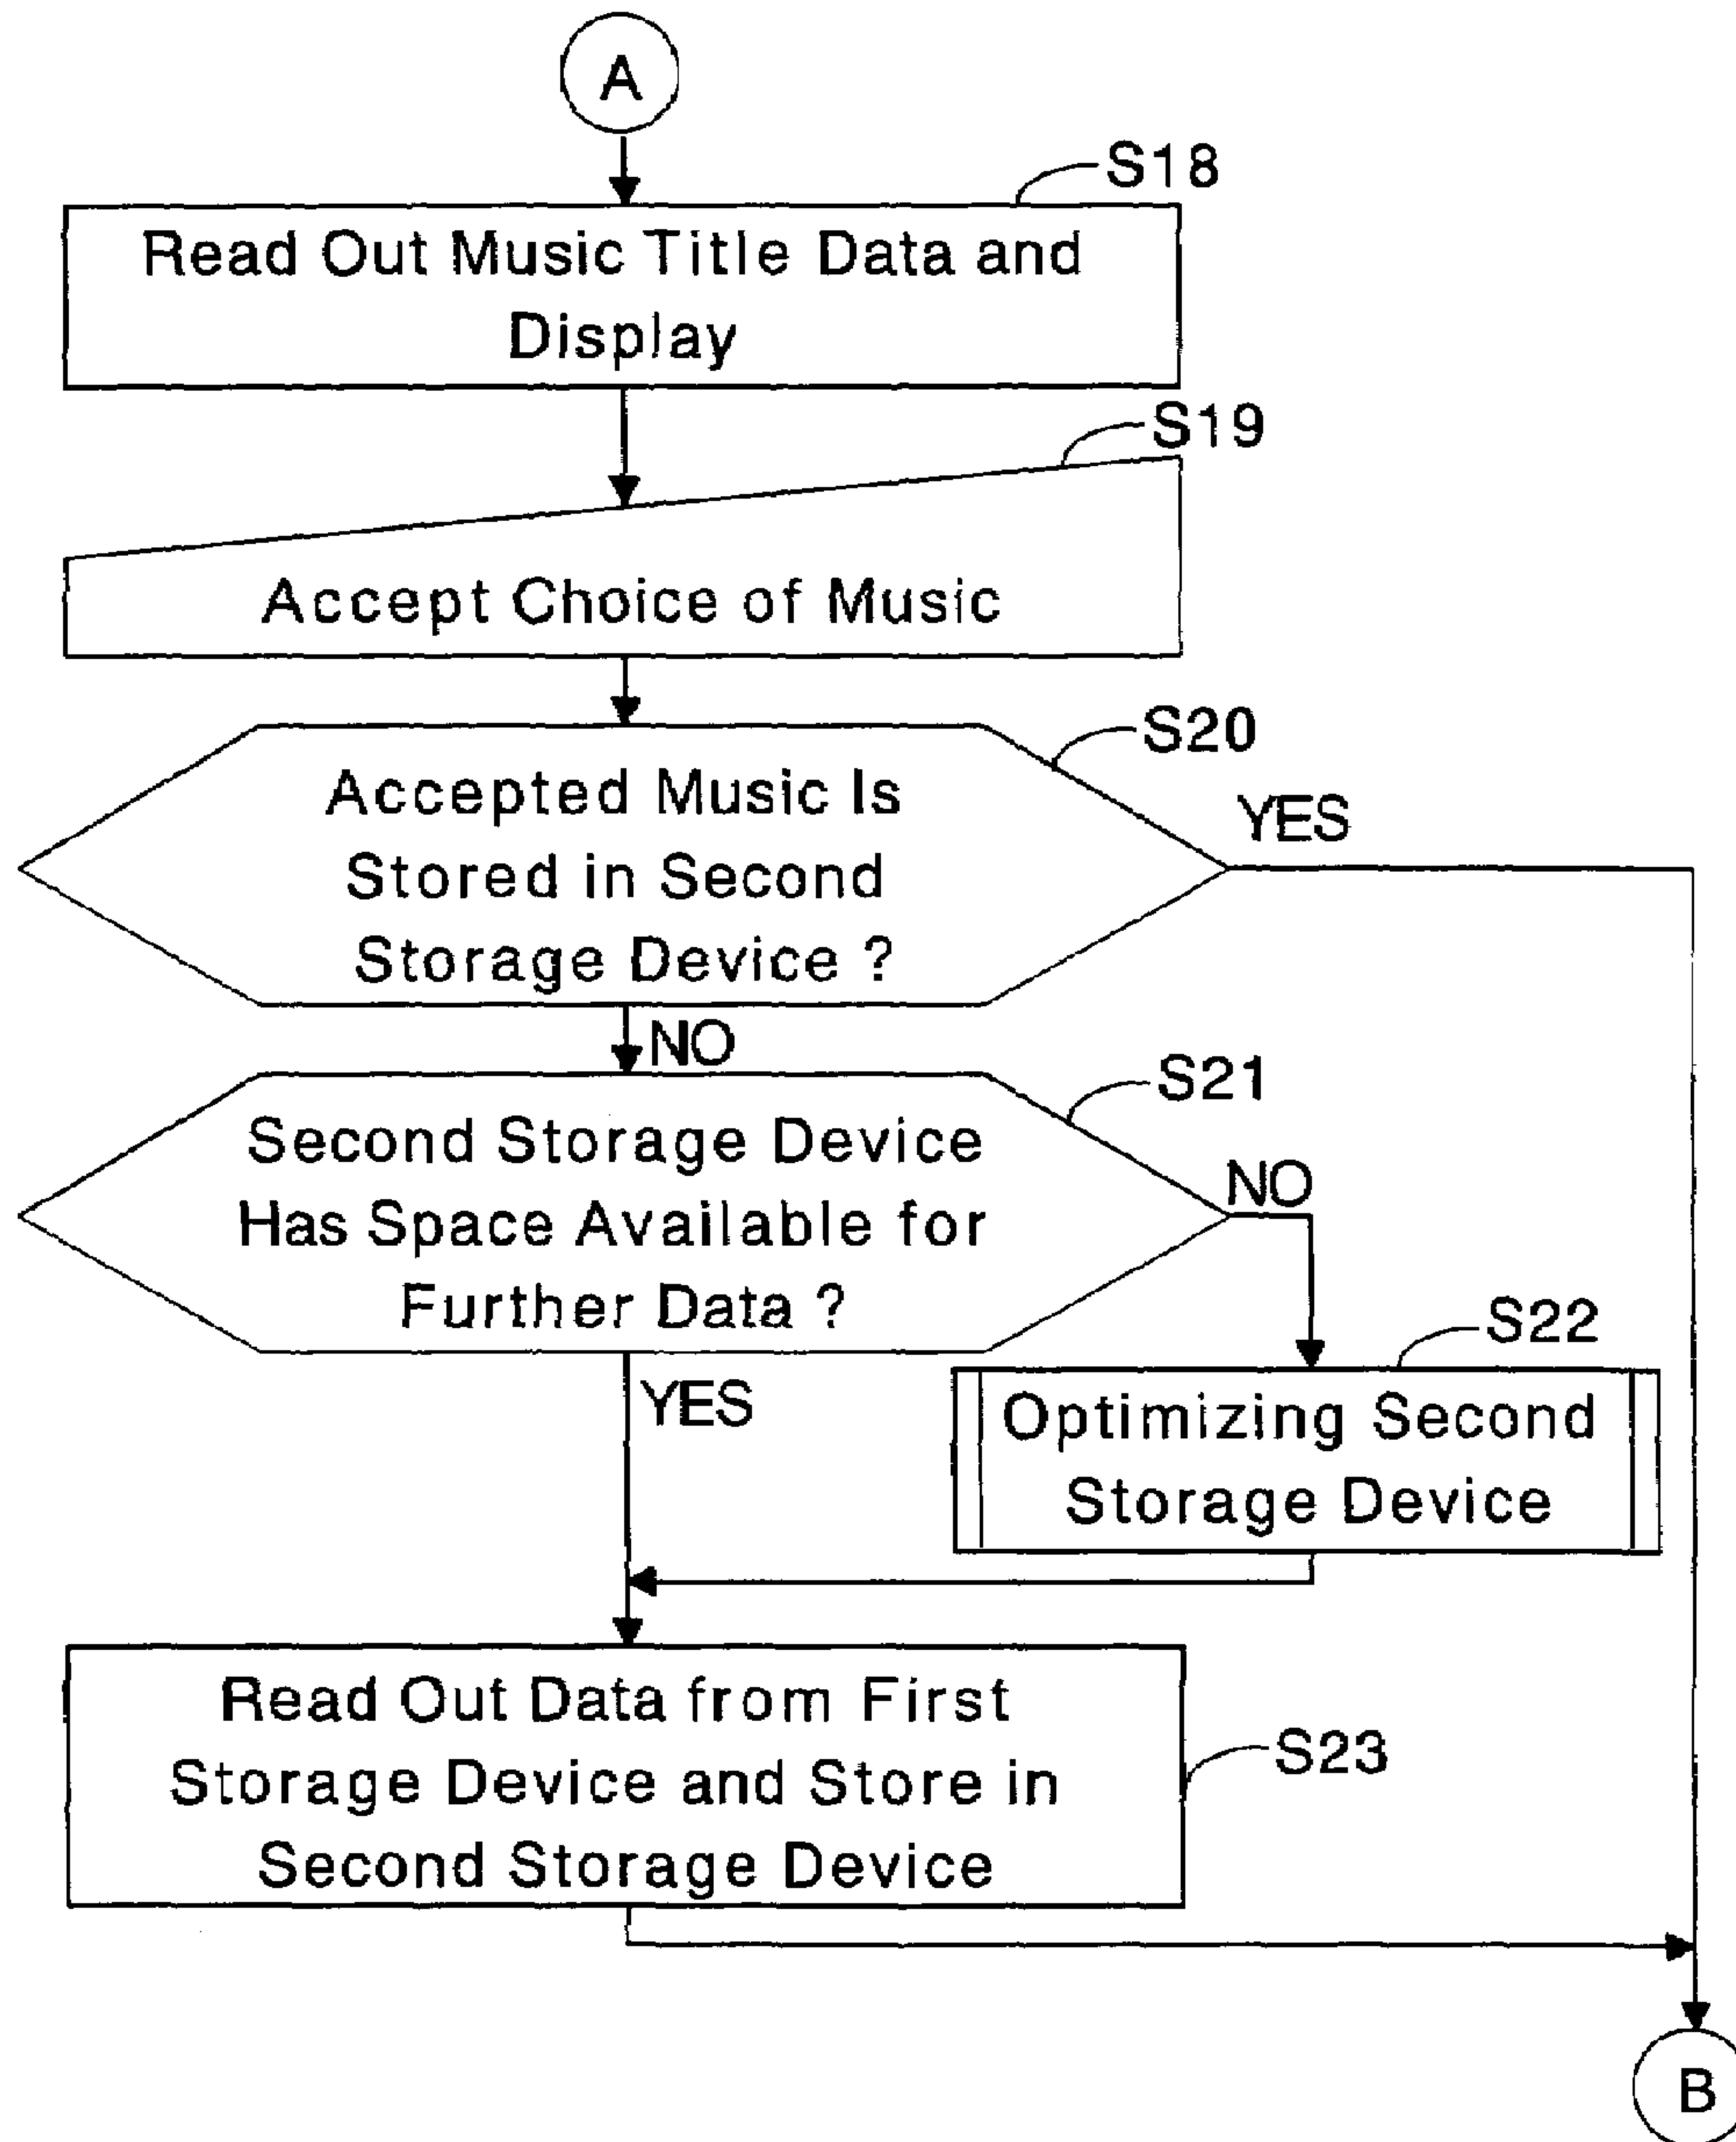 A
S18
Read Out Music Title Data and
Display
S19
Accept Choice of Music
S20
Accepted Music Is
Stored in Second
Storage Device ?
YES
NO
S21
Second Storage Device
Has Space Available for
Further Data ?
NO
YES
S22
Optimizing Second
Storage Device
Read Out Data from First
Storage Device and Store in
Second Storage Device
S23
B